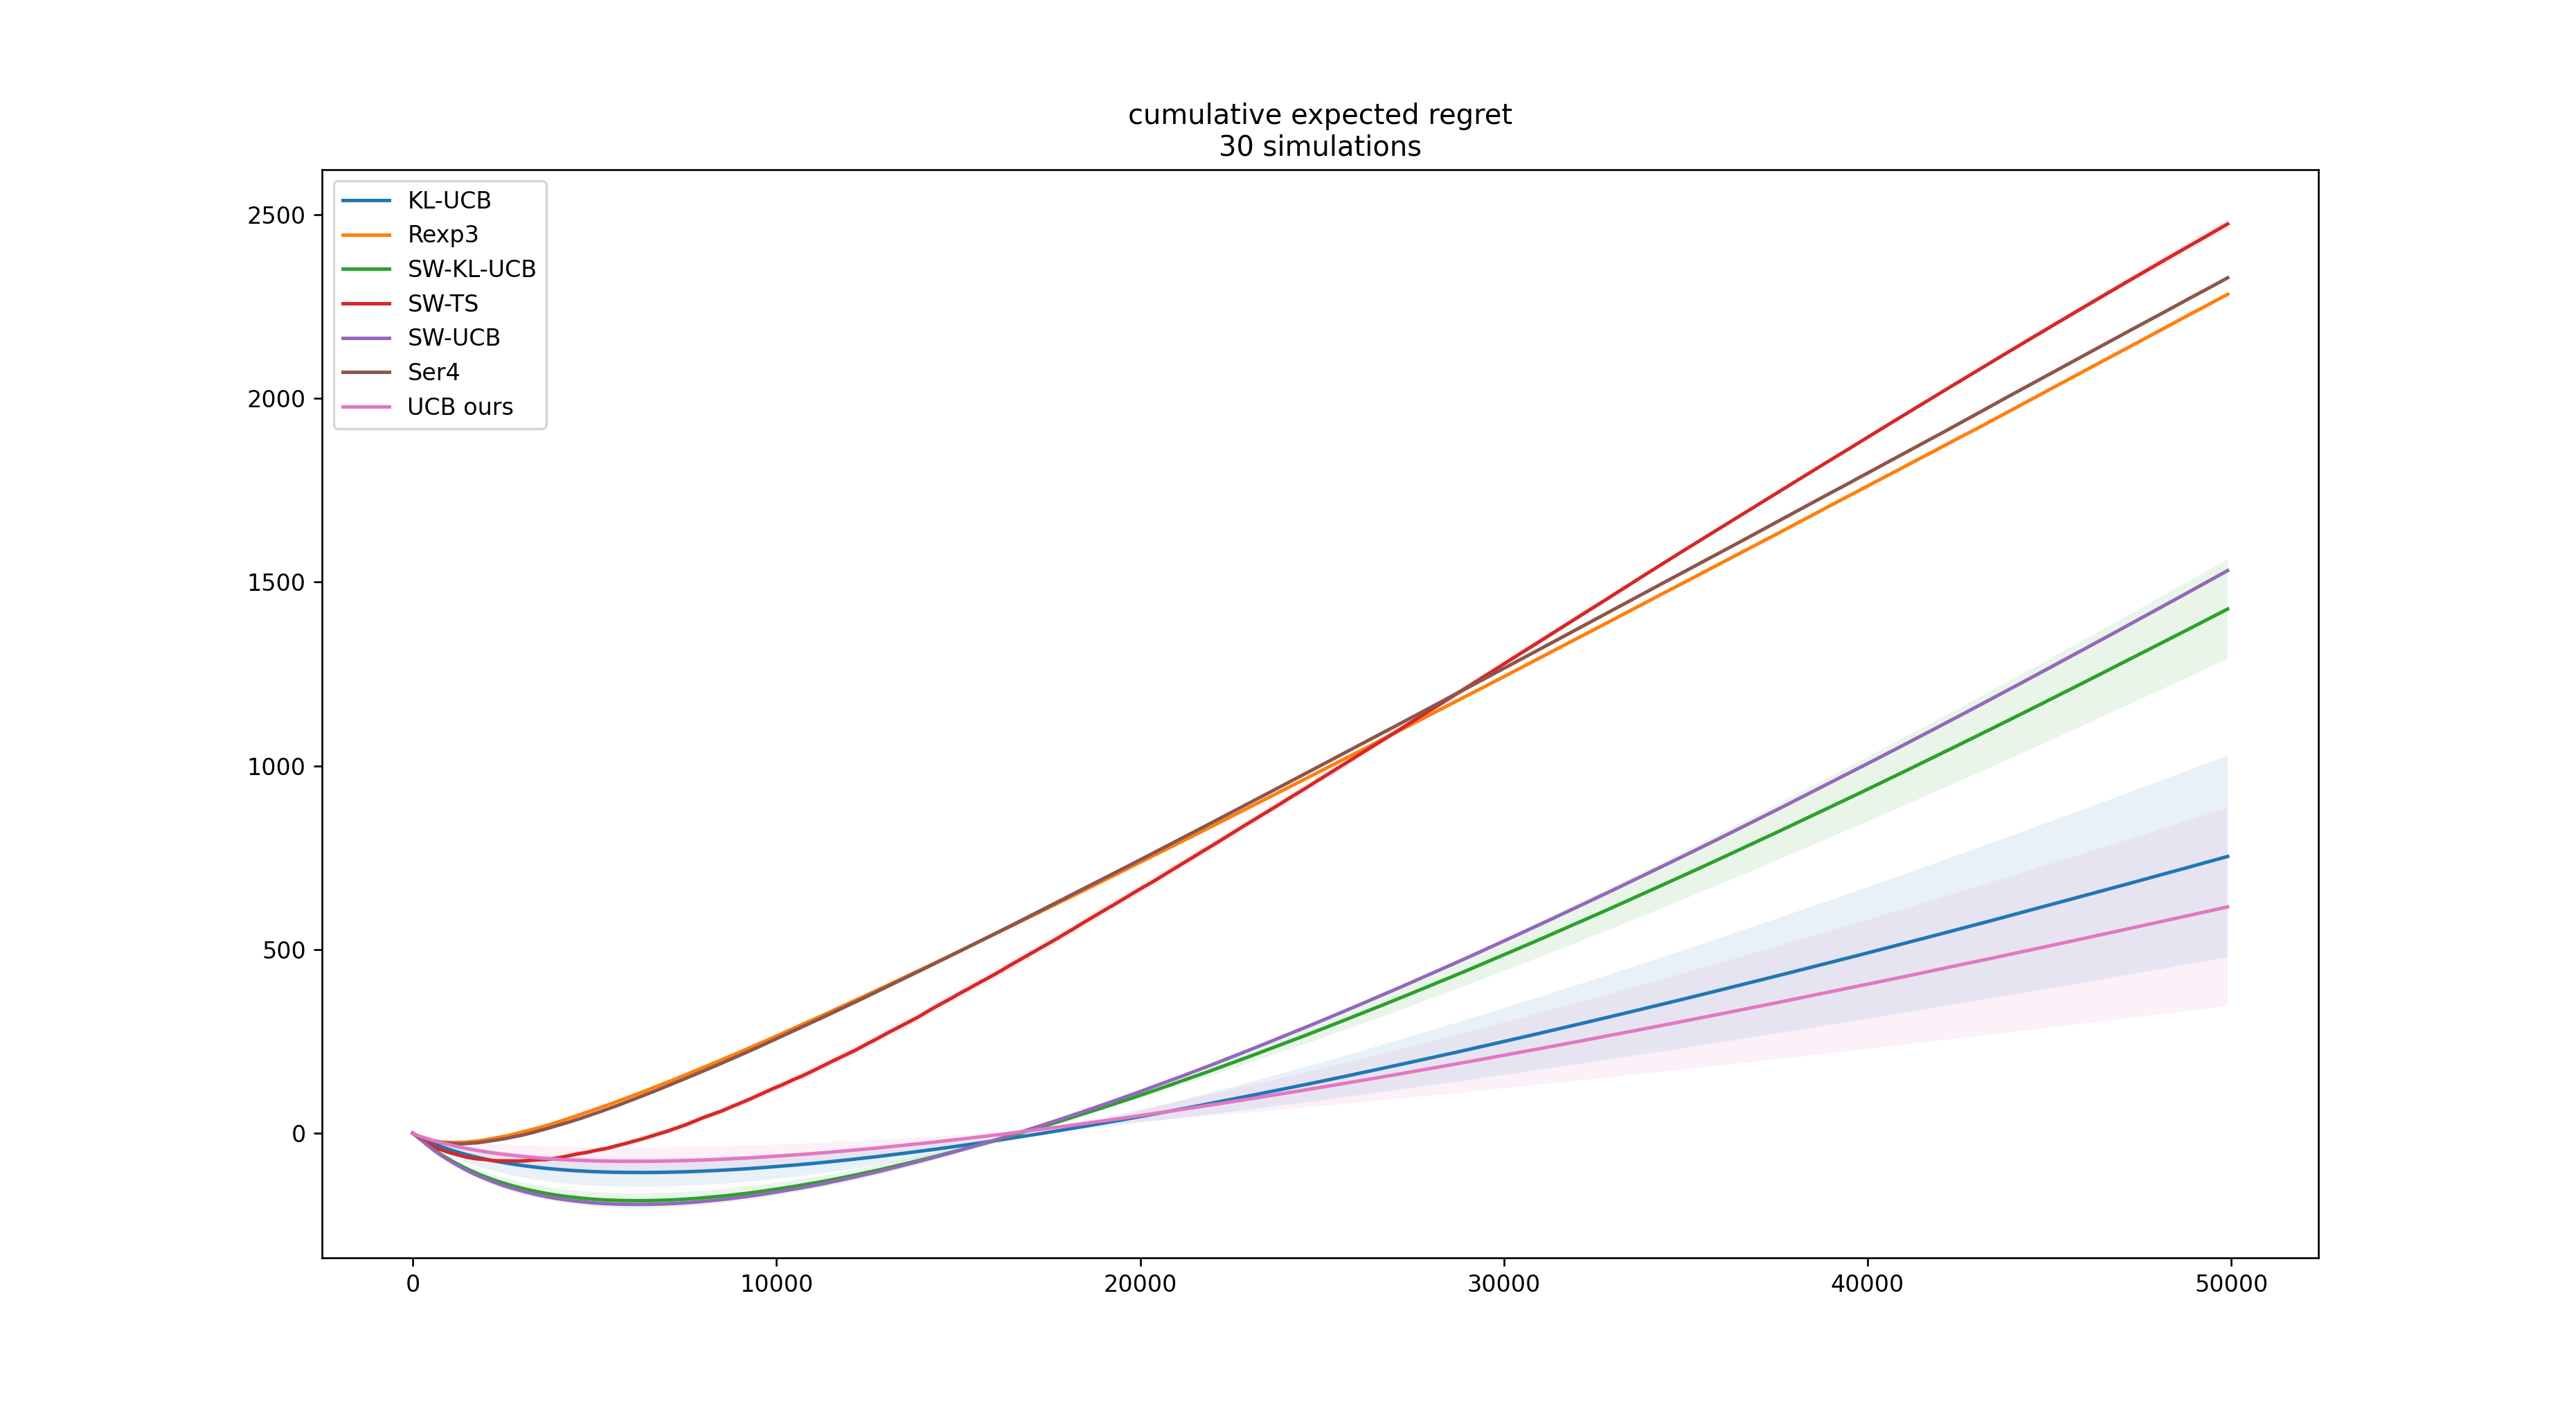 cumulative expected regret
30 simulations
KL-UCB
Rexp3
SW-KL-UCB
SW-TS
SW-UCB
Ser4
UCB ours
2500
2000
1500
1000
500
0
0
10000
20000
30000
40000
50000